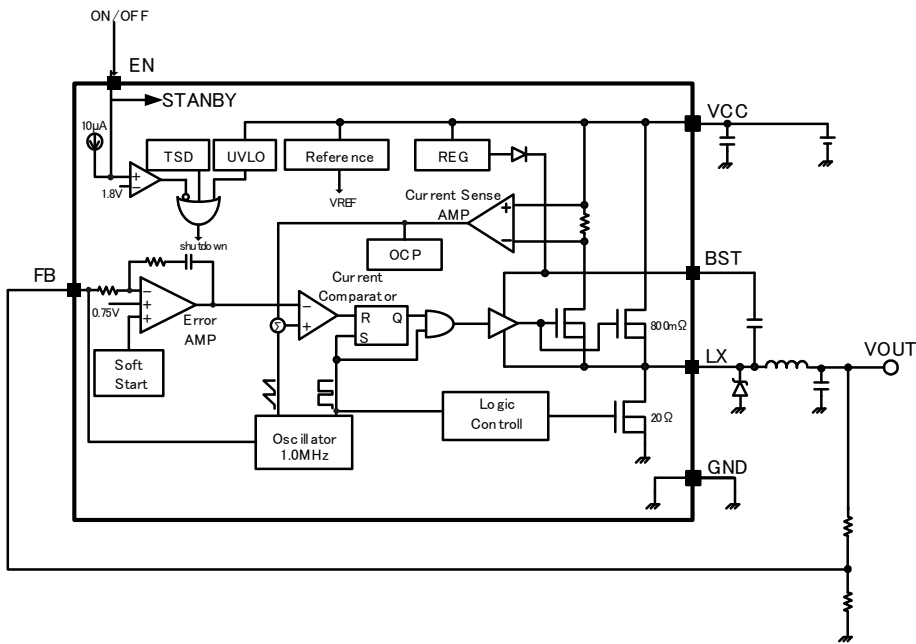 ON/OFF
EN
STANBY
VCC
10μA
TSD
UVLO
Reference
REG
1.8V
VREF
Current Sense
AMP
shutdown
OCP
BST
FB
Current
Comparator
0.75V
Error
AMP
R
Q
S
Σ
800mΩ
LX
VOUT
Soft
Start
Oscillator
1.0MHz
Logic
Controll
20Ω
GND